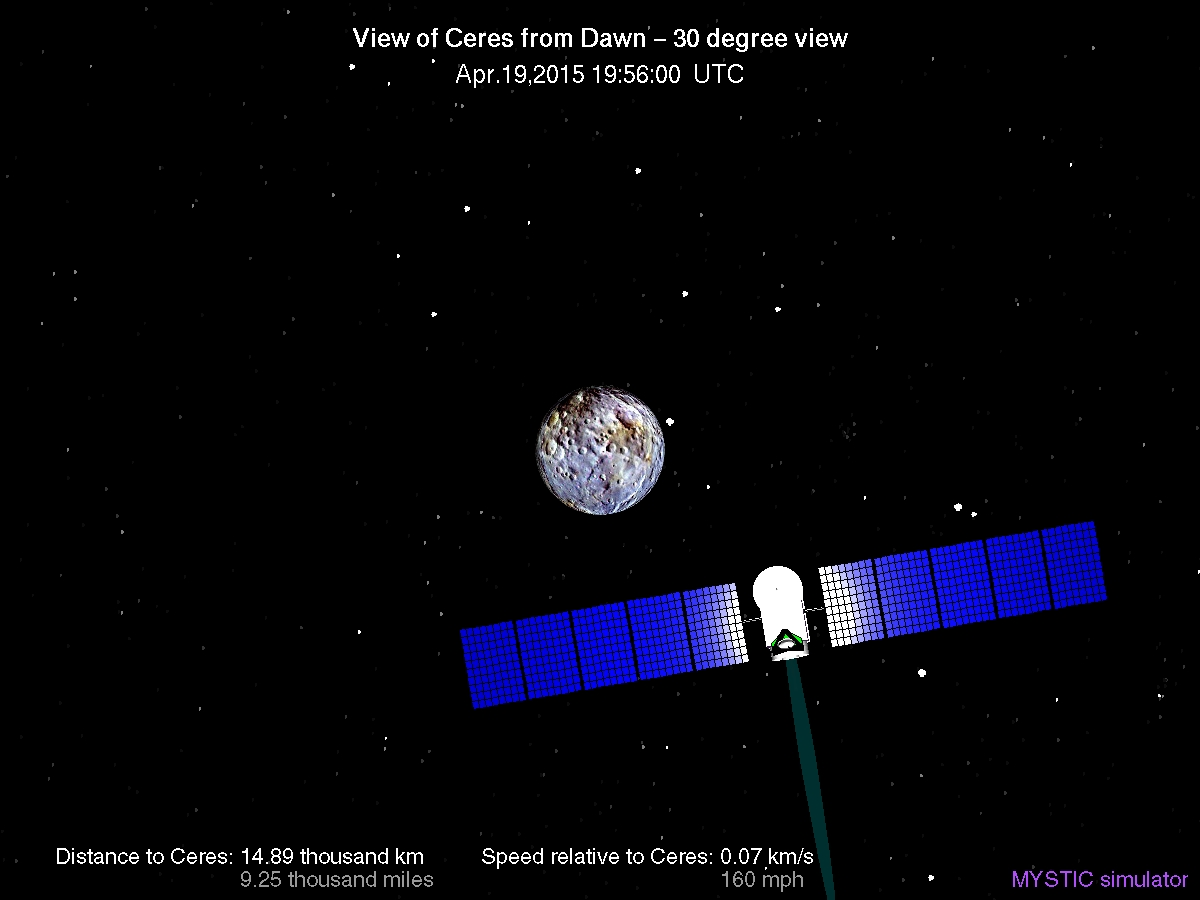 View of Ceres from Dawn – 30 degree view
Apr.19,2015 19:56:00 UTC
Distance to Ceres: 14.89 thousand km
9.25 thousand miles
Speed relative to Ceres: 0.07 km/s
160 mph
MYSTIC simulator